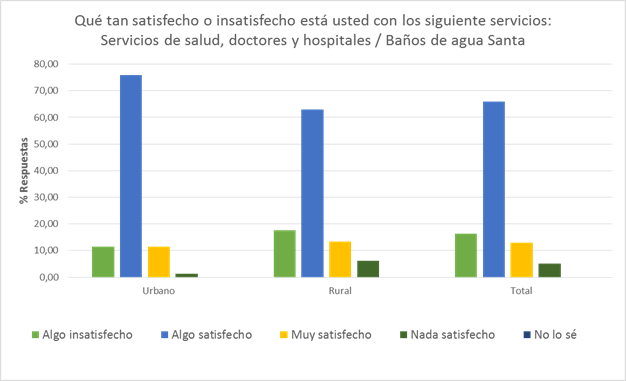 Qué tan satisfecho o insatisfecho está usted con los siguiente servicios:
Servicios de salud, doctores y hospitales / Baños de agua Santa
80,00
70,00
60,00
50,00
40,00
30,00
20,00
10,00
0,00
% Respuestas
Urbano Rural Total
Algo insatisfecho Algo satisfecho Muy satisfecho Nada satisfecho No lo sé